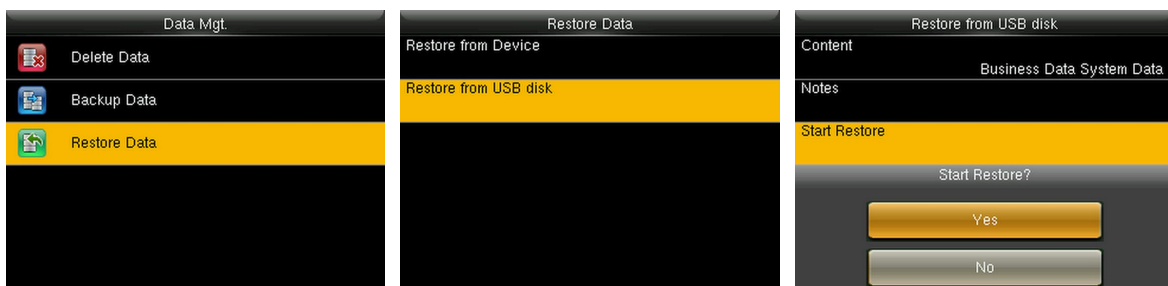 Data Mgt.
Delete Data
Backup Data
Restore Data
Restore Data
Restore from Device
Restore from USB disk
Restore from USB disk
Content
Business Data System Data
Notes
Start Restore
Start Restore?
Yes
No